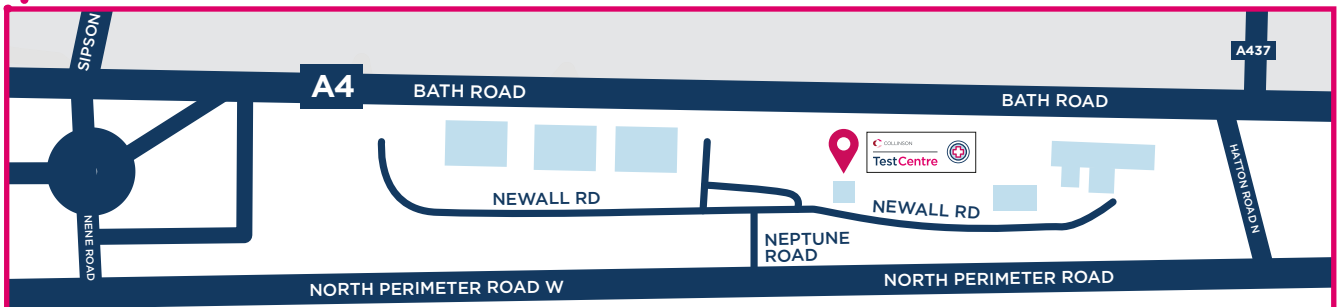 SIPSON
A437
A4
BATH ROAD
BATH ROAD
COLLINSON
TestCentre
HATTON ROAD N
NEWALL RD
NEWALL RD
NENE ROAD
NEPTUNE
ROAD
NORTH PERIMETER ROAD W
NORTH PERIMETER ROAD